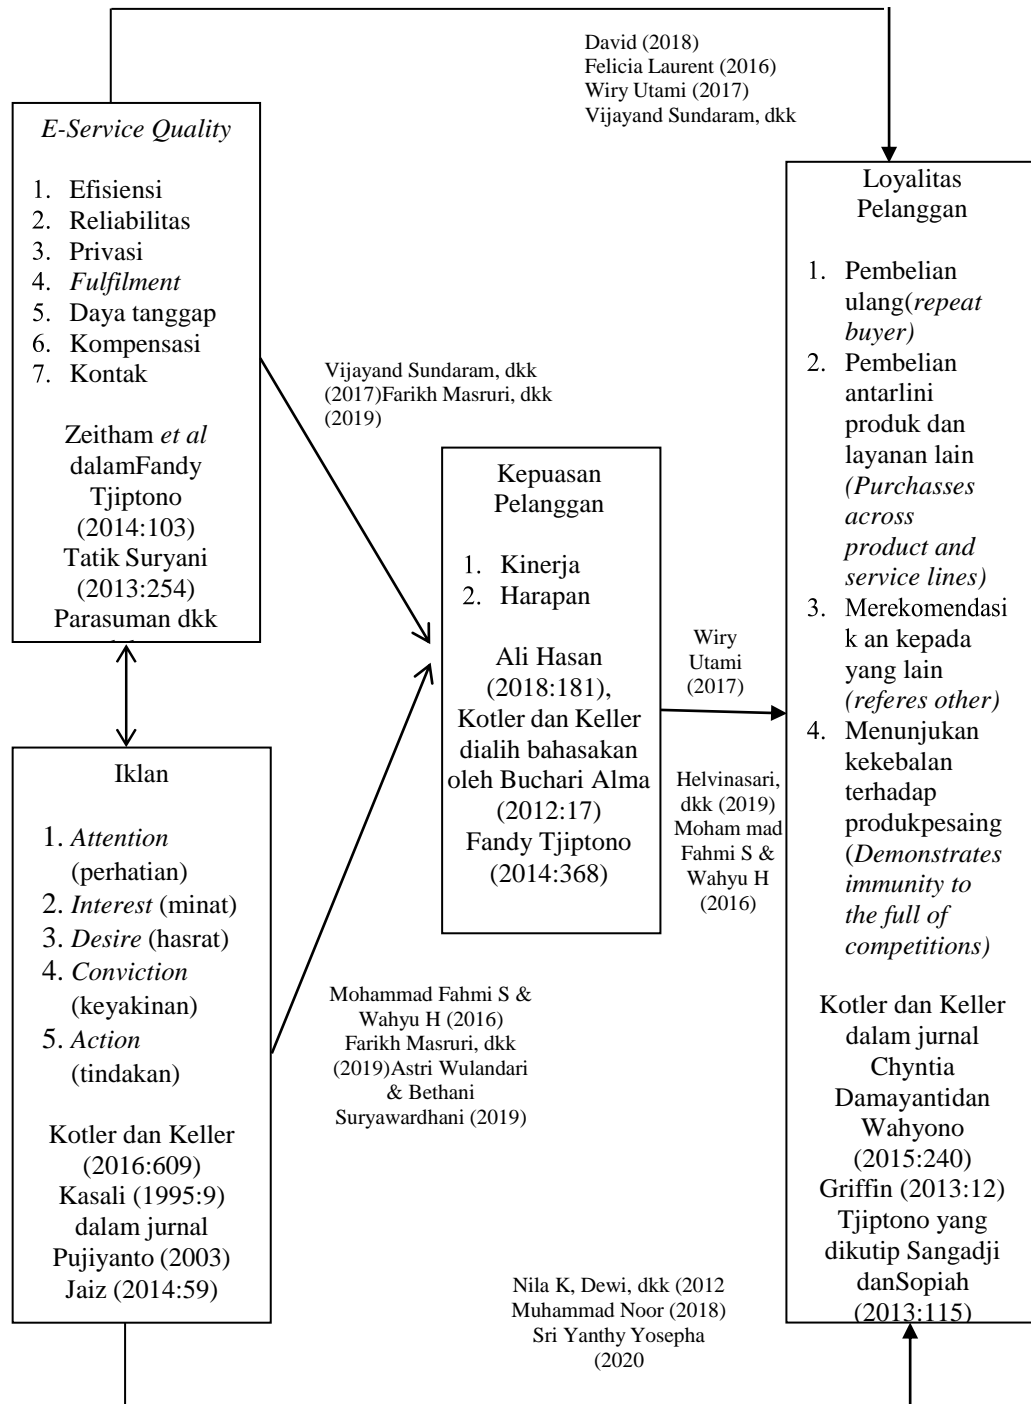 David (2018)
Felicia Laurent (2016)
Wiry Utami (2017)
Vijayand Sundaram, dkk
E-Service Quality
1. Efisiensi
2. Reliabilitas
3. Privasi
4. Fulfilment
5. Daya tanggap
6. Kompensasi
7. Kontak
Zeitham et al
dalamFandy
Tjiptono
(2014:103)
Tatik Suryani
(2013:254)
Parasuman dkk
Vijayand Sundaram, dkk
(2017)Farikh Masruri, dkk
(2019)
Iklan
1. Attention
(perhatian)
2. Interest (minat)
3. Desire (hasrat)
4. Conviction
(keyakinan)
5. Action
(tindakan)
Kotler dan Keller
(2016:609)
Kasali (1995:9)
dalam jurnal
Pujiyanto (2003)
Jaiz (2014:59)
Mohammad Fahmi S &
Wahyu H (2016)
Farikh Masruri, dkk
(2019)Astri Wulandari
& Bethani
Suryawardhani (2019)
Kepuasan
Pelanggan
1. Kinerja
2. Harapan
Ali Hasan
(2018:181),
Kotler dan Keller
dialih bahasakan
oleh Buchari Alma
(2012:17)
Fandy Tjiptono
(2014:368)
Wiry
Utami
(2017)
Helvinasari,
dkk (2019)
Moham mad
Fahmi S &
Wahyu H
(2016)
Loyalitas
Pelanggan
1. Pembelian
ulang(repeat
buyer)
2. Pembelian
antarlini
produk dan
layanan lain
(Purchasses
across
product and
service lines)
3. Merekomendasi
k an kepada
yang lain
(referes other)
4. Menunjukan
kekebalan
terhadap
produkpesaing
(Demonstrates
immunity to
the full of
competitions)
Kotler dan Keller
dalam jurnal
Chyntia
Damayantidan
Wahyono
(2015:240)
Griffin (2013:12)
Tjiptono yang
dikutip Sangadji
danSopiah
(2013:115)
Nila K, Dewi, dkk (2012
Muhammad Noor (2018)
Sri Yanthy Yosepha
(2020